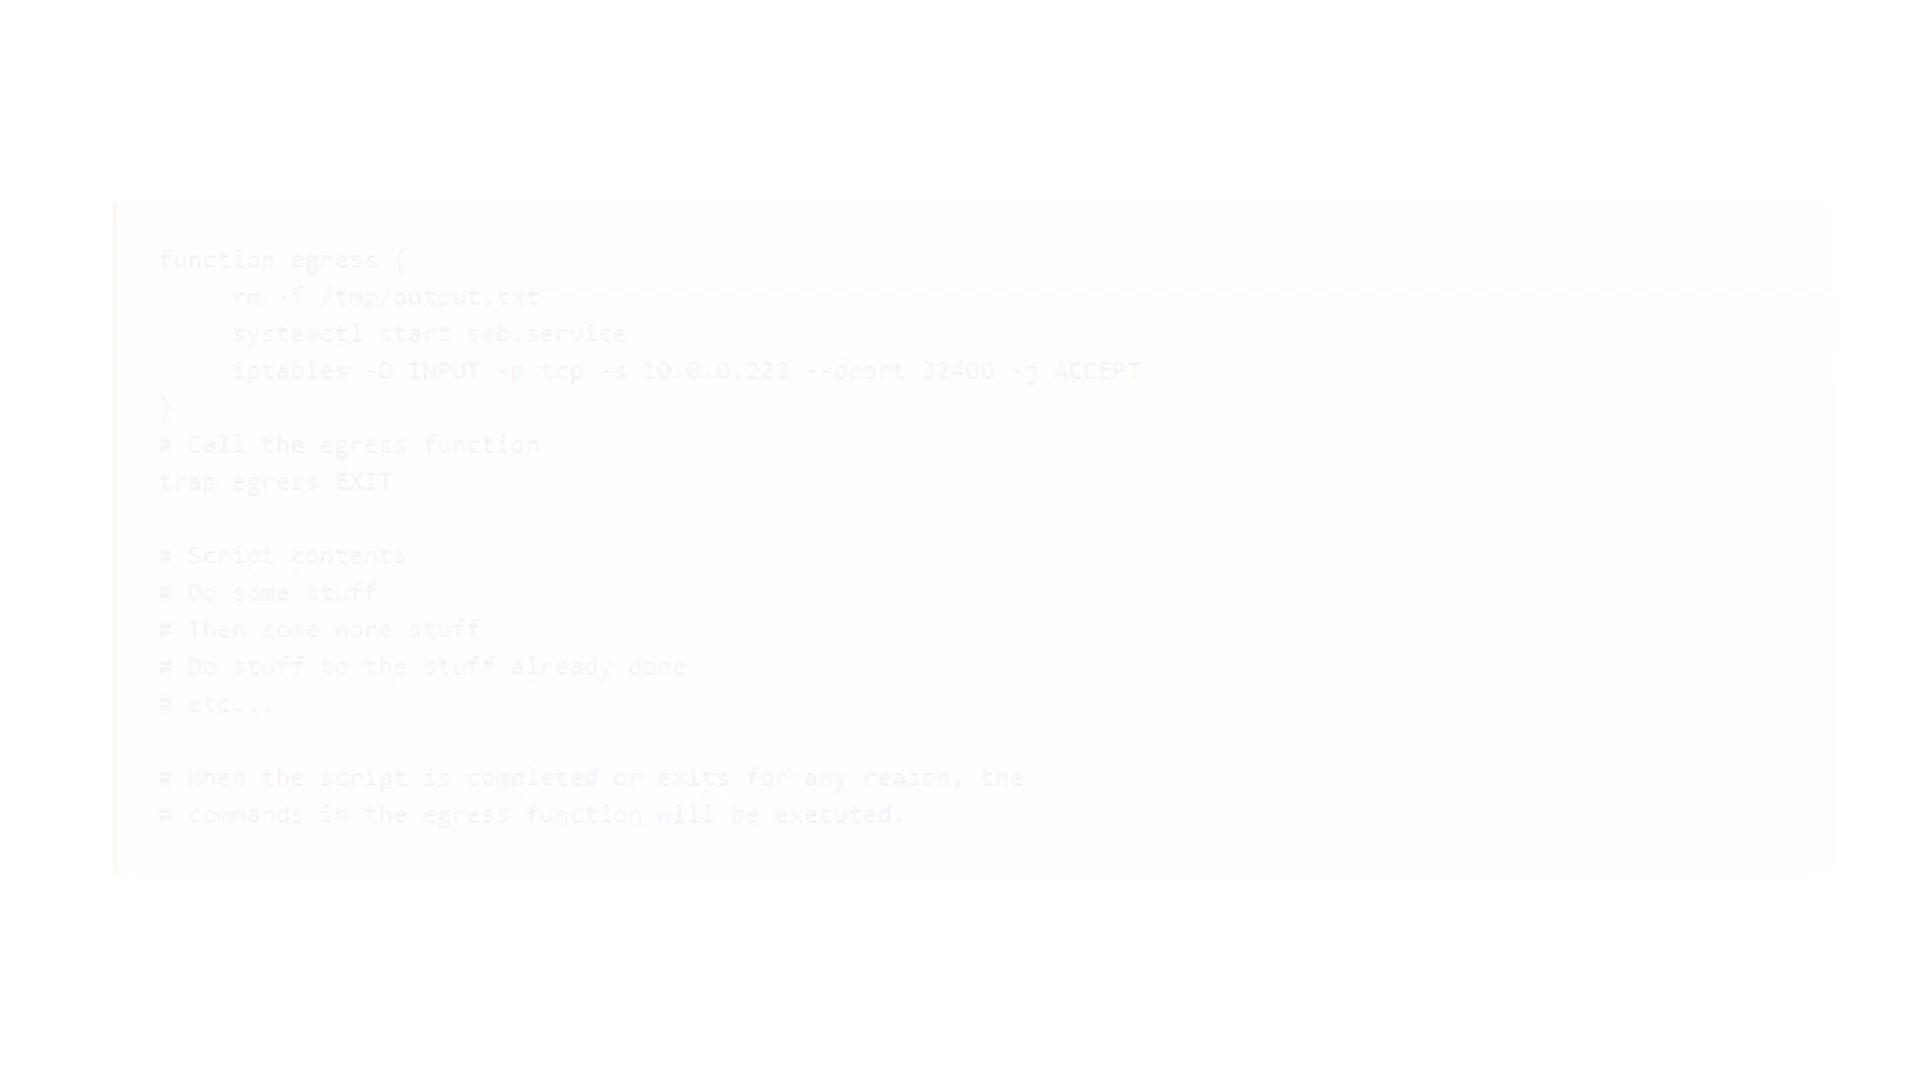 function egress {
     rm -f /tmp/output.txt
     systemctl start smb.service
     iptables -D INPUT -p tcp -s 10.0.0.222 --dport 32400 -j ACCEPT
}
# Call the egress function
trap egress EXIT

# Script contents
# Do some stuff
# Then some more stuff
# Do stuff to the stuff already done
# etc...

# When the script is completed or exits for any reason, the
# commands in the egress function will be executed.